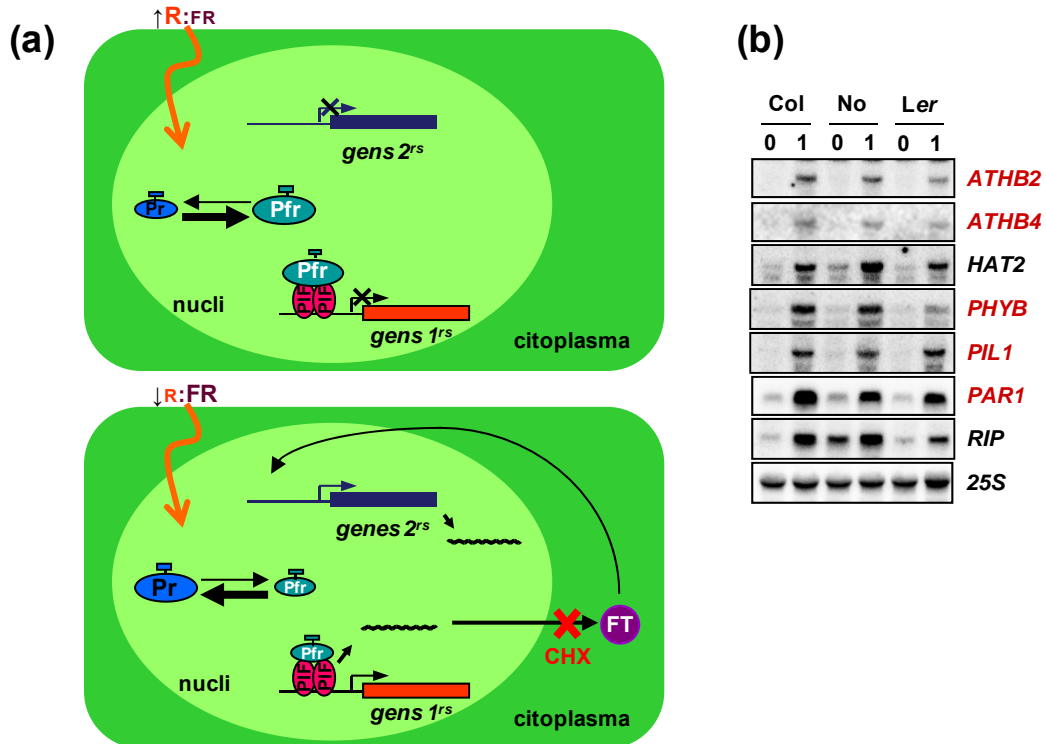 (a)
↑R:FR
gens 2rs
Pr
Pfr
Pfr
PIF PIF
gens 1rs
nucli
citoplasma
↓R:FR
genes 2rs
Pr
Pfr
FT
CHX
Pfr
PIF PIF
gens 1rs
nucli
citoplasma
(b)
Col No Ler
0 1 0 1 0 1
ATHB2
ATHB4
HAT2
PHYB
PIL1
PAR1
RIP
25S